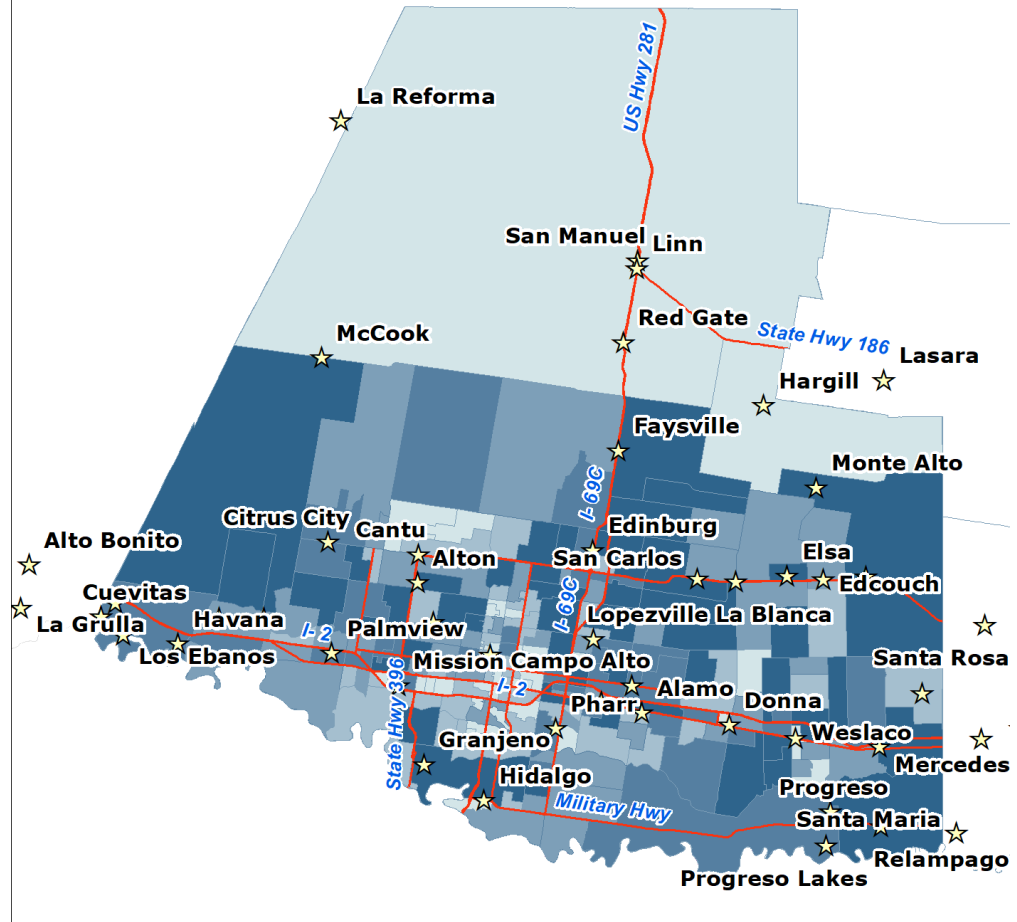 La Reforma
US Hwy 281
San Manuel
Linn
Red Gate
State Hwy 186
McCook
Lasara
Hargill
Faysville
Monte Alto
I-69C
Citrus City
Cantu
Edinburg
Alto Bonito
Alton
San Carlos
Elsa
Edcouch
Cuevitas
I-69C
La Grulla
Havana
I-2
Palmview
Lopezville
La Blanca
Los Ebanos
Mission
Campo Alto
Santa Rosa
State Hwy 396
I-2
Alamo
Pharr
Donna
Granjeno
Weslaco
Mercedes
Hidalgo
Military Hwy
Progreso
Santa Maria
Relampago
Progreso Lakes